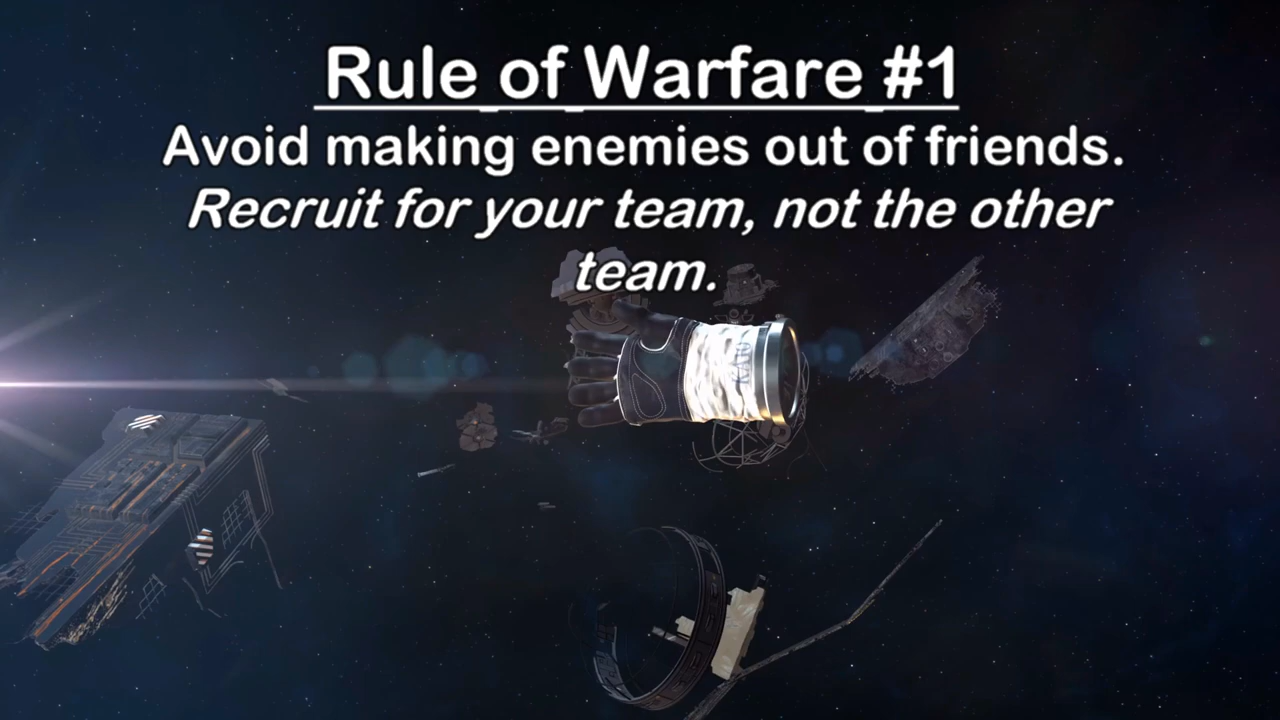 Rule of Warfare #1
Avoid making enemies out of friends.
Recruit for your team, not the other
team.